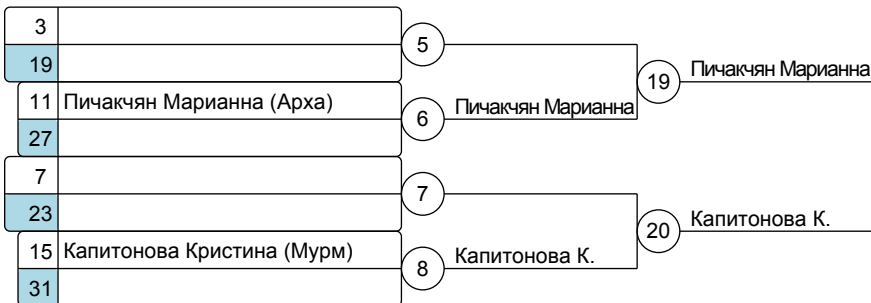 3
5
19
19 Пичакчян Марианна
11 Пичакчян Марианна (Арха)
6 Пичакчян Марианна
27
7
7
23
20 Капитонова К.
15 Капитонова Кристина (Мурм)
8 Капитонова К.
31